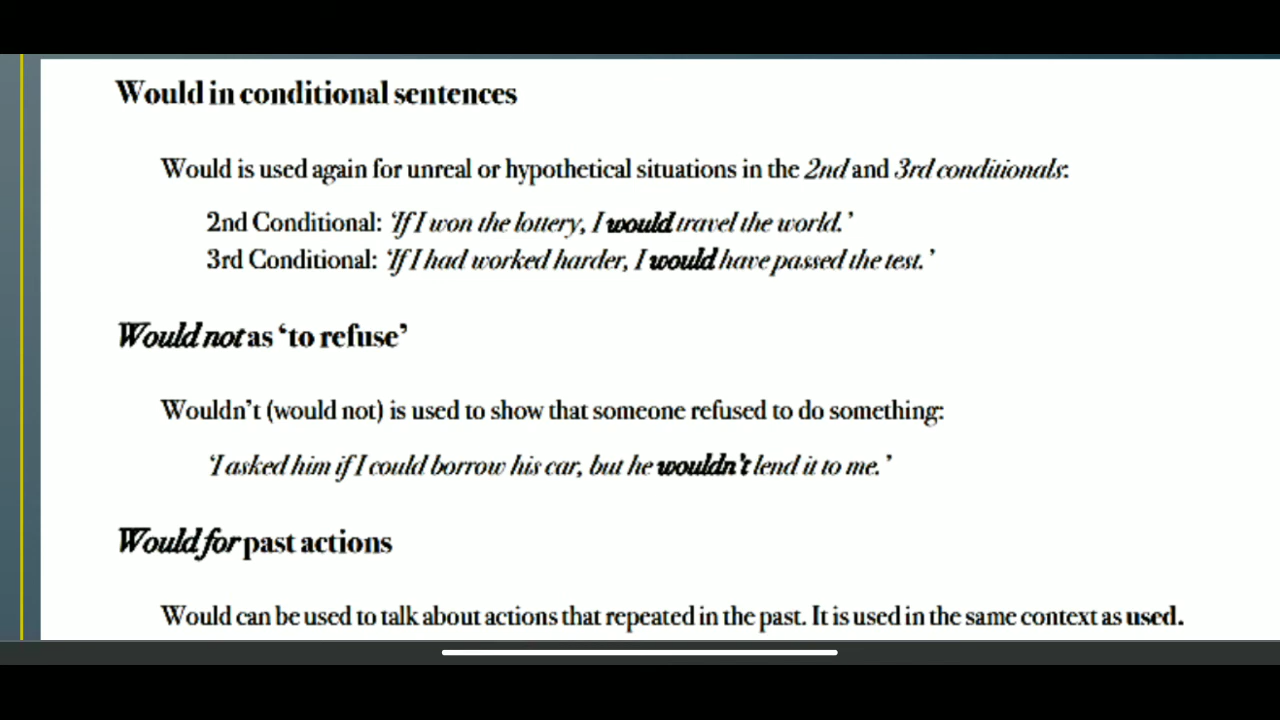 Would in conditional sentences
Would is used again for unreal or hypothetical situations in the 2nd and 3rd conditionals:
2nd Conditional: ‘If I won the lottery, I would travel the world.’
3rd Conditional: ‘If I had worked harder, I would have passed the test.’
Would not as ‘to refuse’
Wouldn’t (would not) is used to show that someone refused to do something:
‘I asked him if I could borrow his car, but he wouldn’t lend it to me.’
Would for past actions
Would can be used to talk about actions that repeated in the past. It is used in the same context as used.